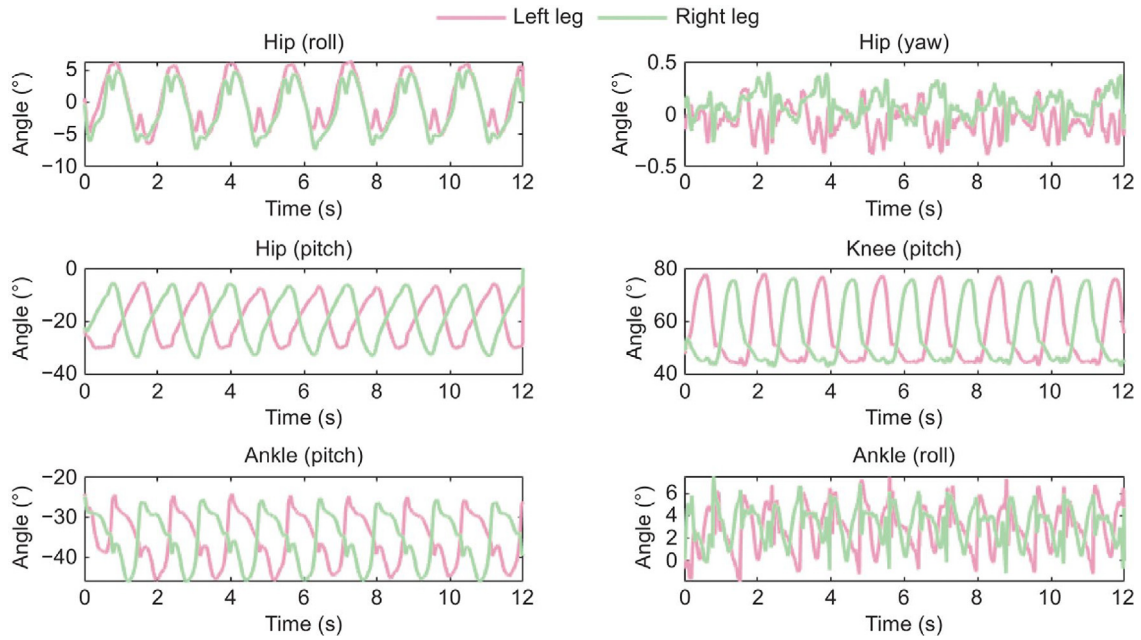 Left leg Right leg
Hip (roll)
Angle (°)
5
0
−5
−10
0 2 4 6 8 10 12
Time (s)
Hip (yaw)
Angle (°)
0.5
0
−0.5
0 2 4 6 8 10 12
Time (s)
Hip (pitch)
Angle (°)
0
−20
−40
0 2 4 6 8 10 12
Time (s)
Knee (pitch)
Angle (°)
80
60
40
0 2 4 6 8 10 12
Time (s)
Ankle (pitch)
Angle (°)
−20
−30
−40
0 2 4 6 8 10 12
Time (s)
Ankle (roll)
Angle (°)
6
4
2
0
0 2 4 6 8 10 12
Time (s)